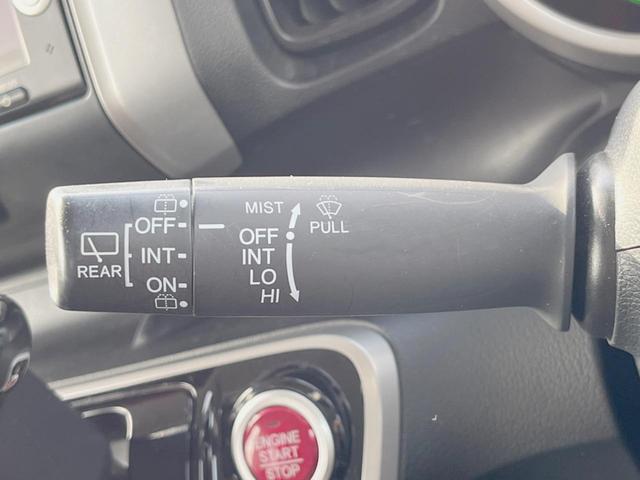 REAR
OFF
INT
ON
MIST
OFF
INT
LO
HI
PULL
ENGINE
START
STOP